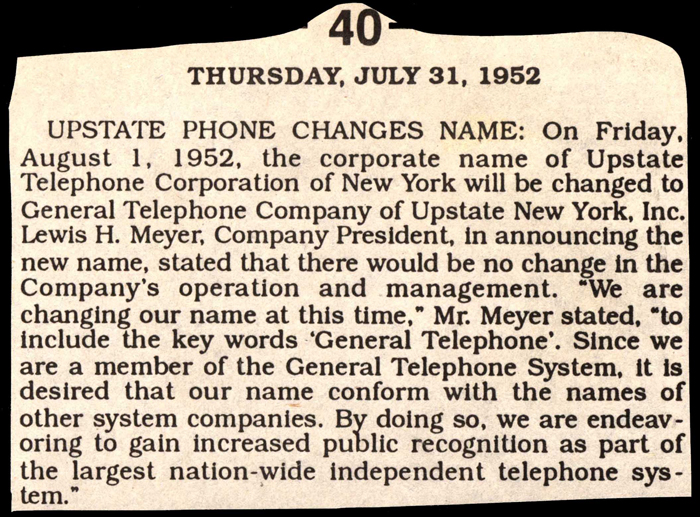 40
THURSDAY, JULY 31, 1952
UPSTATE PHONE CHANGES NAME: On Friday,
August 1, 1952, the corporate name of Upstate
Telephone Corporation of New York will be changed to
General Telephone Company of Upstate New York, Inc.
Lewis H. Meyer, Company President, in announcing the
new name, stated that there would be no change in the
Company's operation and management. "We are
changing our name at this time," Mr. Meyer stated, "to
include the key words 'General Telephone'. Since we
are a member of the General Telephone System, it is
desired that our name conform with the names of
other system companies. By doing so, we are endeav-
oring to gain increased public recognition as part of
the largest nation-wide independent telephone sys-
tem."